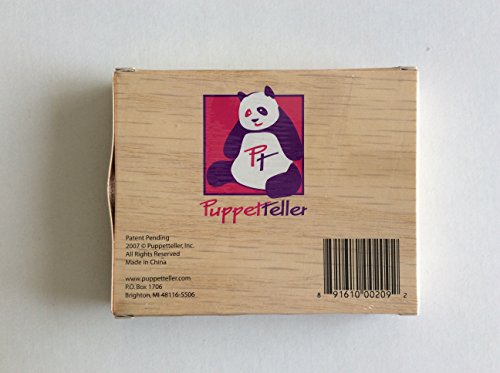 PT
PuppetTeller
Patent Pending
2007 © Puppetteller, Inc.
All Rights Reserved
Made in China
www.puppetteller.com
P.O. Box 1706
Brighton, MI 48116-5506
8 91610 00209 2